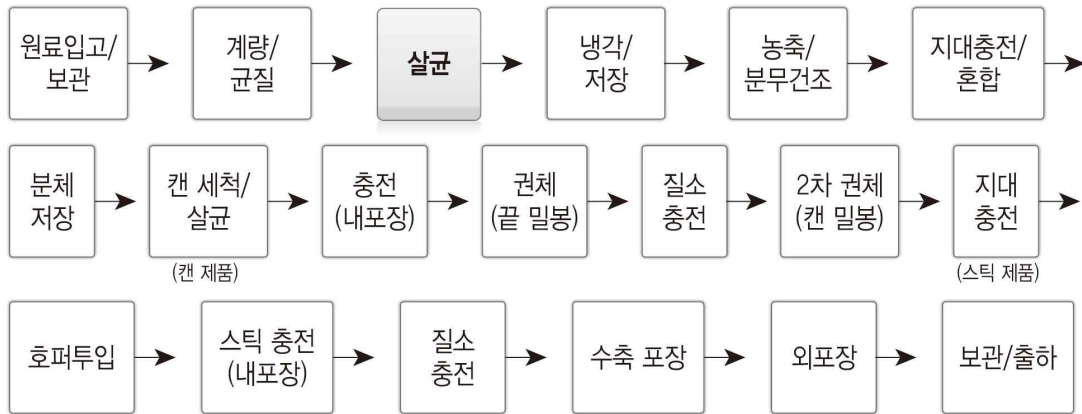 원료입고/
보관
계량/
균질
살균
냉각/
저장
농축/
분무건조
지대충전/
혼합
분체
저장
캔 세척/
살균
(캔 제품)
충전
(내포장)
권체
(끝 밀봉)
질소
충전
2차 권체
(캔 밀봉)
지대
충전
(스틱 제품)
호퍼투입
스틱 충전
(내포장)
질소
충전
수축 포장
외포장
보관/출하